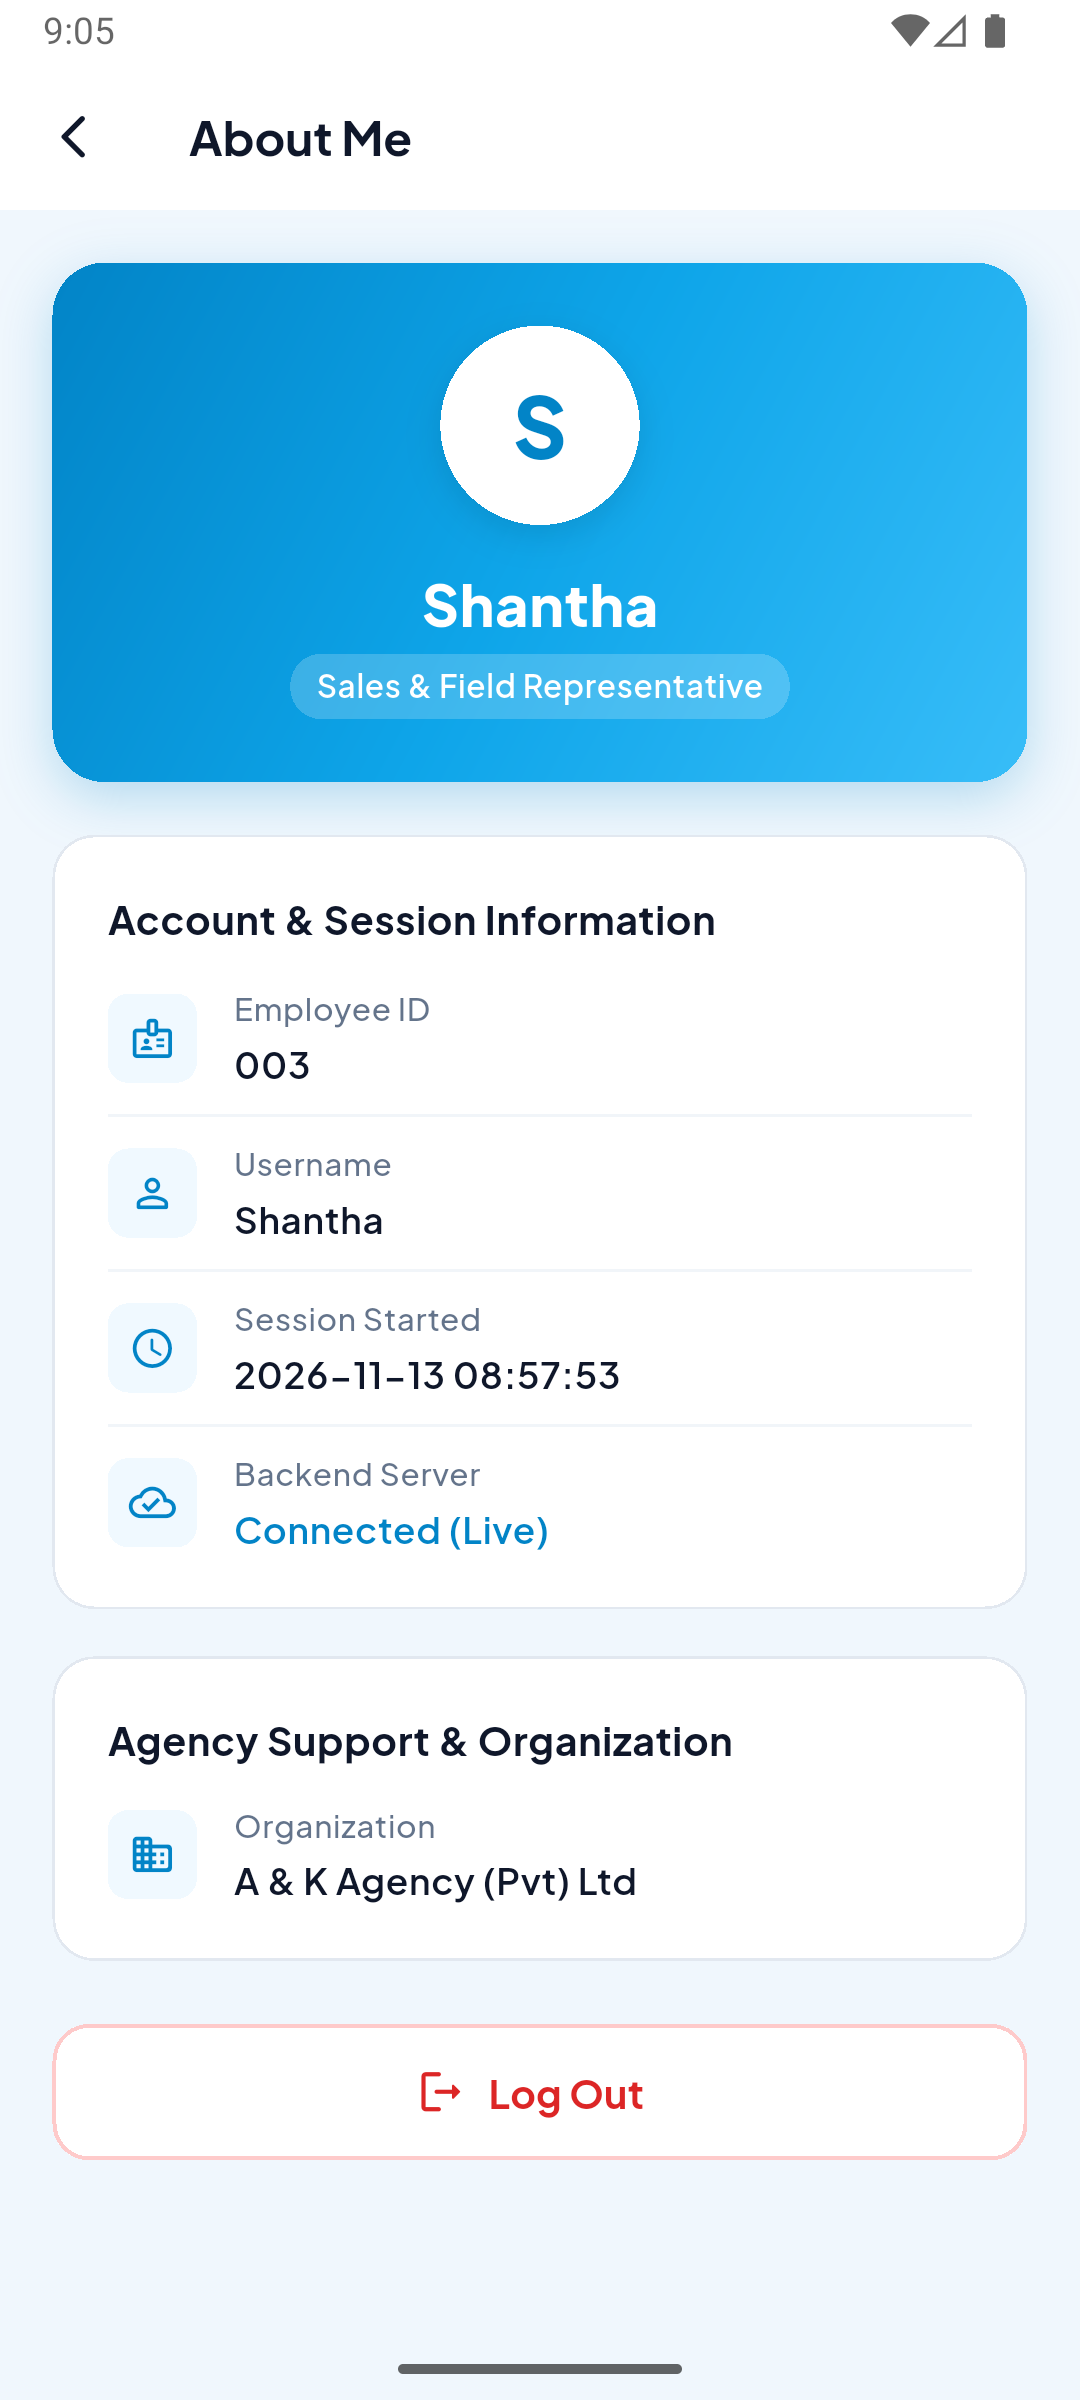 9:05
About Me
S
Shantha
Sales & Field Representative
Account & Session Information
Employee ID
003
Username
Shantha
Session Started
2026-11-13 08:57:53
Backend Server
Connected (Live)
Agency Support & Organization
Organization
A & K Agency (Pvt) Ltd
Log Out